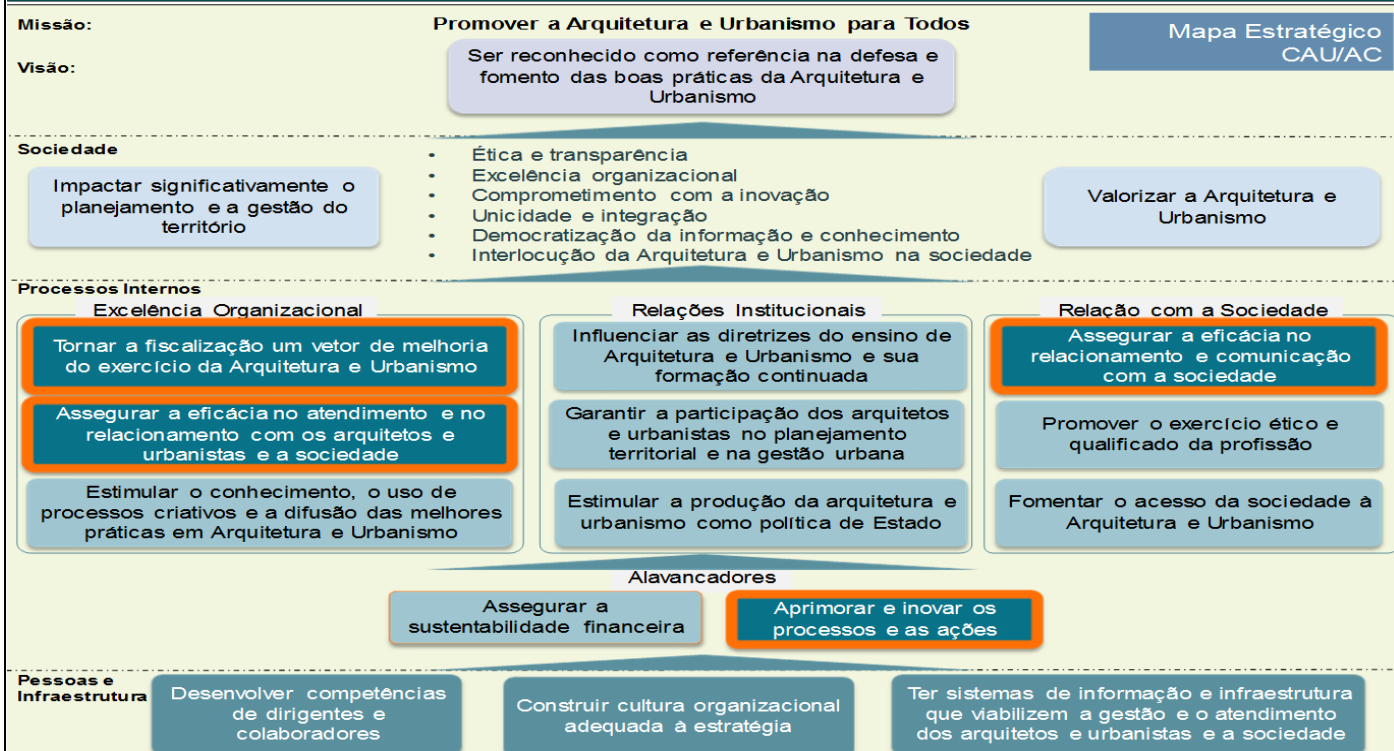 Missão:
Promover a Arquitetura e Urbanismo para Todos
Mapa Estratégico
CAU/AC
Visão:
Ser reconhecido como referência na defesa e
fomento das boas práticas da Arquitetura e
Urbanismo
Sociedade
Impactar significativamente o
planejamento e a gestão do
território
• Ética e transparência
• Excelência organizacional
• Comprometimento com a inovação
• Unicidade e integração
• Democratização da informação e conhecimento
• Interlocução da Arquitetura e Urbanismo na sociedade
Valorizar a Arquitetura e
Urbanismo
Processos Internos
Excelência Organizacional
Tornar a fiscalização um vetor de melhoria
do exercício da Arquitetura e Urbanismo
Assegurar a eficácia no atendimento e no
relacionamento com os arquitetos e
urbanistas e a sociedade
Estimular o conhecimento, o uso de
processos criativos e a difusão das melhores
práticas em Arquitetura e Urbanismo
Relações Institucionais
Influenciar as diretrizes do ensino de
Arquitetura e Urbanismo e sua
formação continuada
Garantir a participação dos arquitetos
e urbanistas no planejamento
territorial e na gestão urbana
Estimular a produção da arquitetura e
urbanismo como política de Estado
Relação com a Sociedade
Assegurar a eficácia no
relacionamento e comunicação
com a sociedade
Promover o exercício ético e
qualificado da profissão
Fomentar o acesso da sociedade à
Arquitetura e Urbanismo
Alavancadores
Assegurar a
sustentabilidade financeira
Aprimorar e inovar os
processos e as ações
Pessoas e
Infraestrutura
Desenvolver competências
de dirigentes e
colaboradores
Construir cultura organizacional
adequada à estratégia
Ter sistemas de informação e infraestrutura
que viabilizem a gestão e o atendimento
dos arquitetos e urbanistas e a sociedade